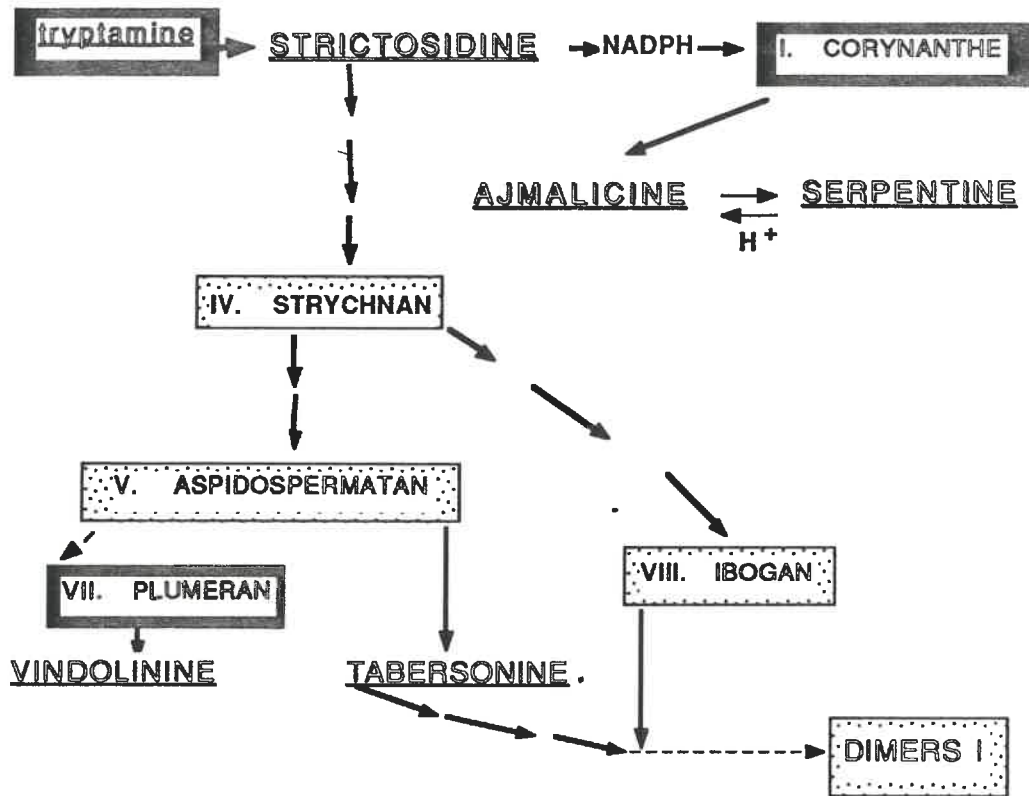 tryptamine
STRICTOSIDINE
NADPH
I. CORYNANTHE
AJMALICINE
SERPENTINE
H+
IV. STRYCHNAN
V. ASPIDOSPERMATAN
VII. PLUMERAN
VIII. IBOGAN
VINDOLININE
TABERSONINE.
DIMERS I